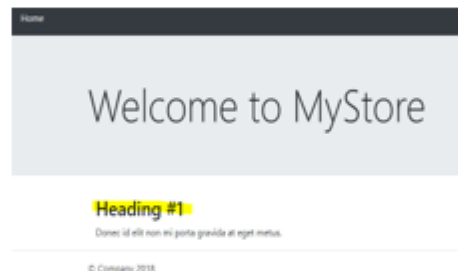 Home
Welcome to MyStore
Heading #1
Donec id elit non mi porta gravida at eget metus.
© Company 2018